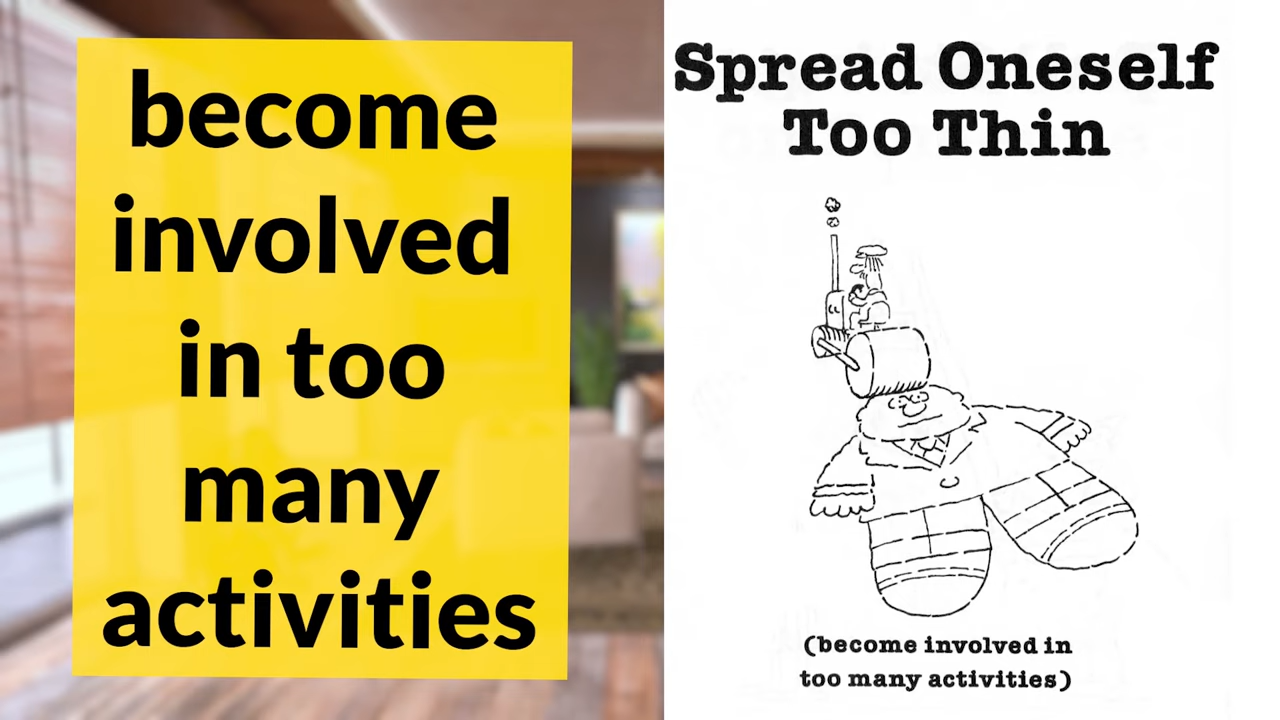 become
involved
in too
many
activities
Spread Oneself
Too Thin
(become involved in
too many activities)